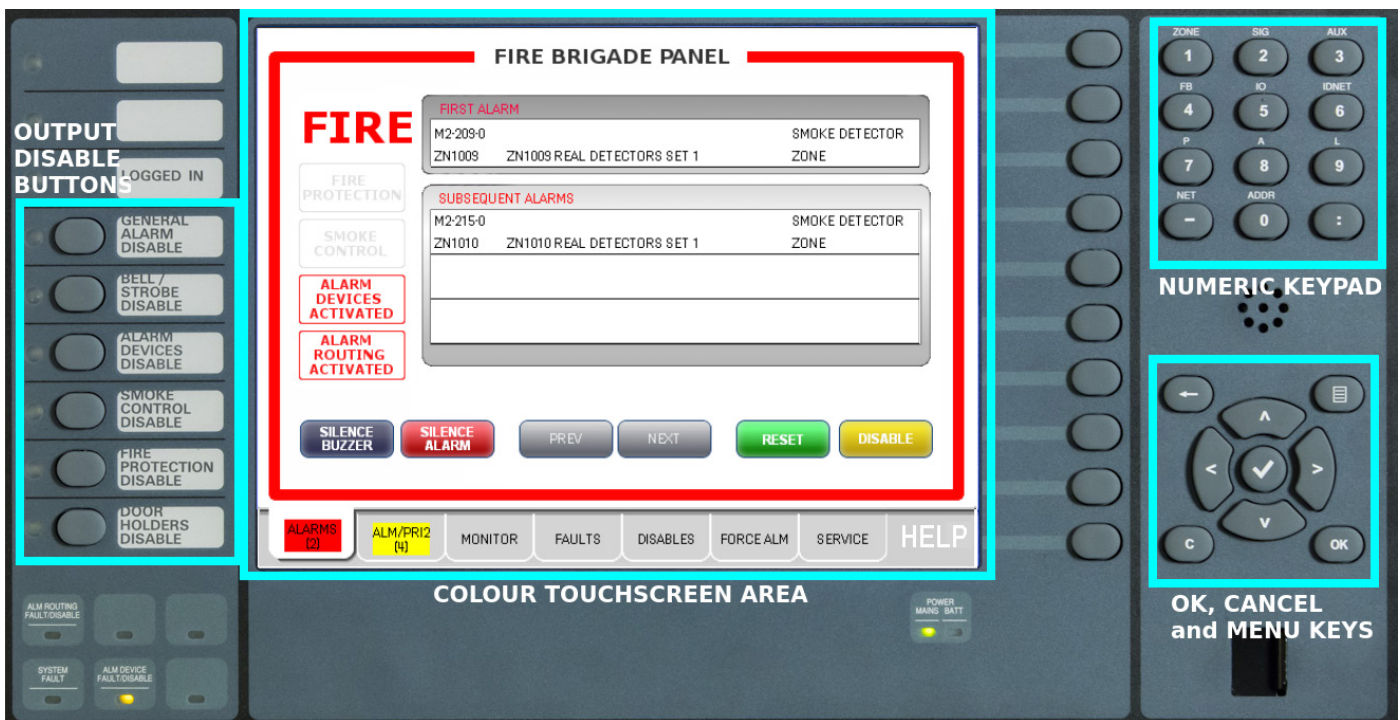 OUTPUT
DISABLE
BUTTONS
LOGGED IN
GENERAL
ALARM
DISABLE
BELL /
STROBE
DISABLE
ALARM
DEVICES
DISABLE
SMOKE
CONTROL
DISABLE
FIRE
PROTECTION
DISABLE
DOOR
HOLDERS
DISABLE
ALM ROUTING
FAULT/DISABLE
SYSTEM
FAULT
ALM DEVICE
FAULT/DISABLE
FIRE BRIGADE PANEL
FIRE
FIRE
PROTECTION
SMOKE
CONTROL
ALARM
DEVICES
ACTIVATED
ALARM
ROUTING
ACTIVATED
FIRST ALARM
M2-209-0 SMOKE DETECTOR
ZN1009 ZN1009 REAL DETECTORS SET 1 ZONE
SUBSEQUENT ALARMS
M2-215-0 SMOKE DETECTOR
ZN1010 ZN1010 REAL DETECTORS SET 1 ZONE
SILENCE
BUZZER
SILENCE
ALARM
PREV
NEXT
RESET
DISABLE
ALARMS
(2)
ALM/PRI2
(4)
MONITOR
FAULTS
DISABLES
FORCE ALM
SERVICE
HELP
COLOUR TOUCHSCREEN AREA
POWER
MAINS BATT
ZONE SIG AUX
1 2 3
FB IO IDNET
4 5 6
P A L
7 8 9
NET ADDR
- 0 :
NUMERIC KEYPAD
C OK
OK, CANCEL
and MENU KEYS